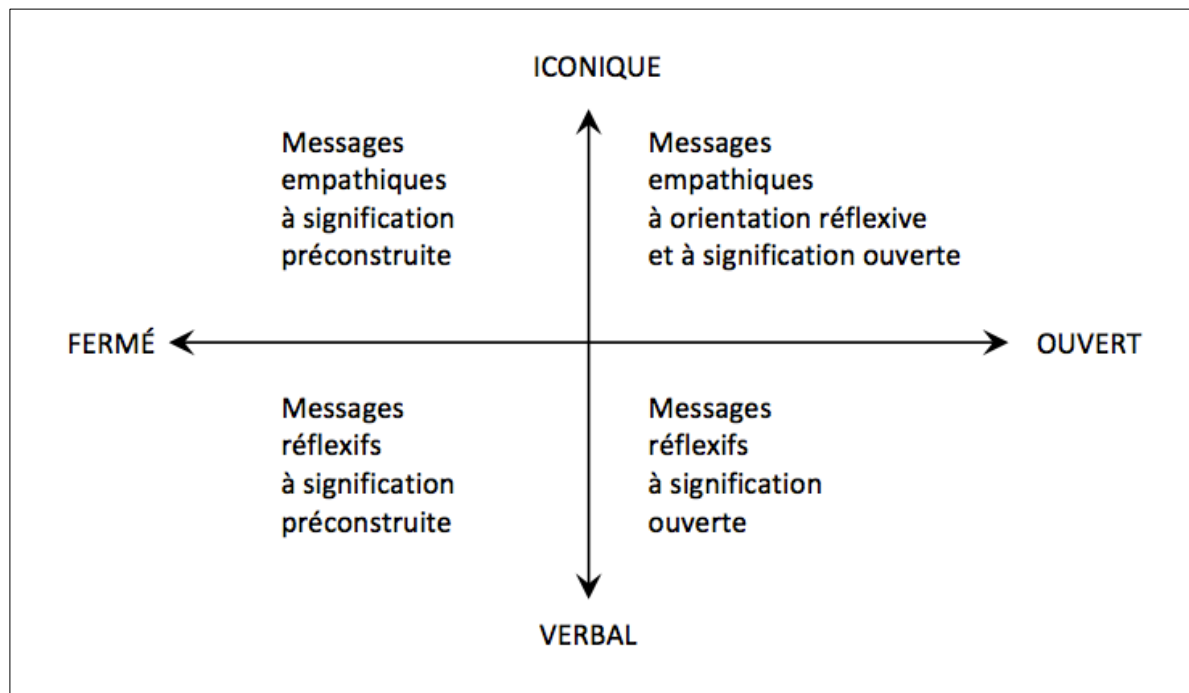 ICONIQUE
Messages
empathiques
à signification
préconstruite
Messages
empathiques
à orientation réflexive
et à signification ouverte
FERMÉ
OUVERT
Messages
réflexifs
à signification
préconstruite
Messages
réflexifs
à signification
ouverte
VERBAL